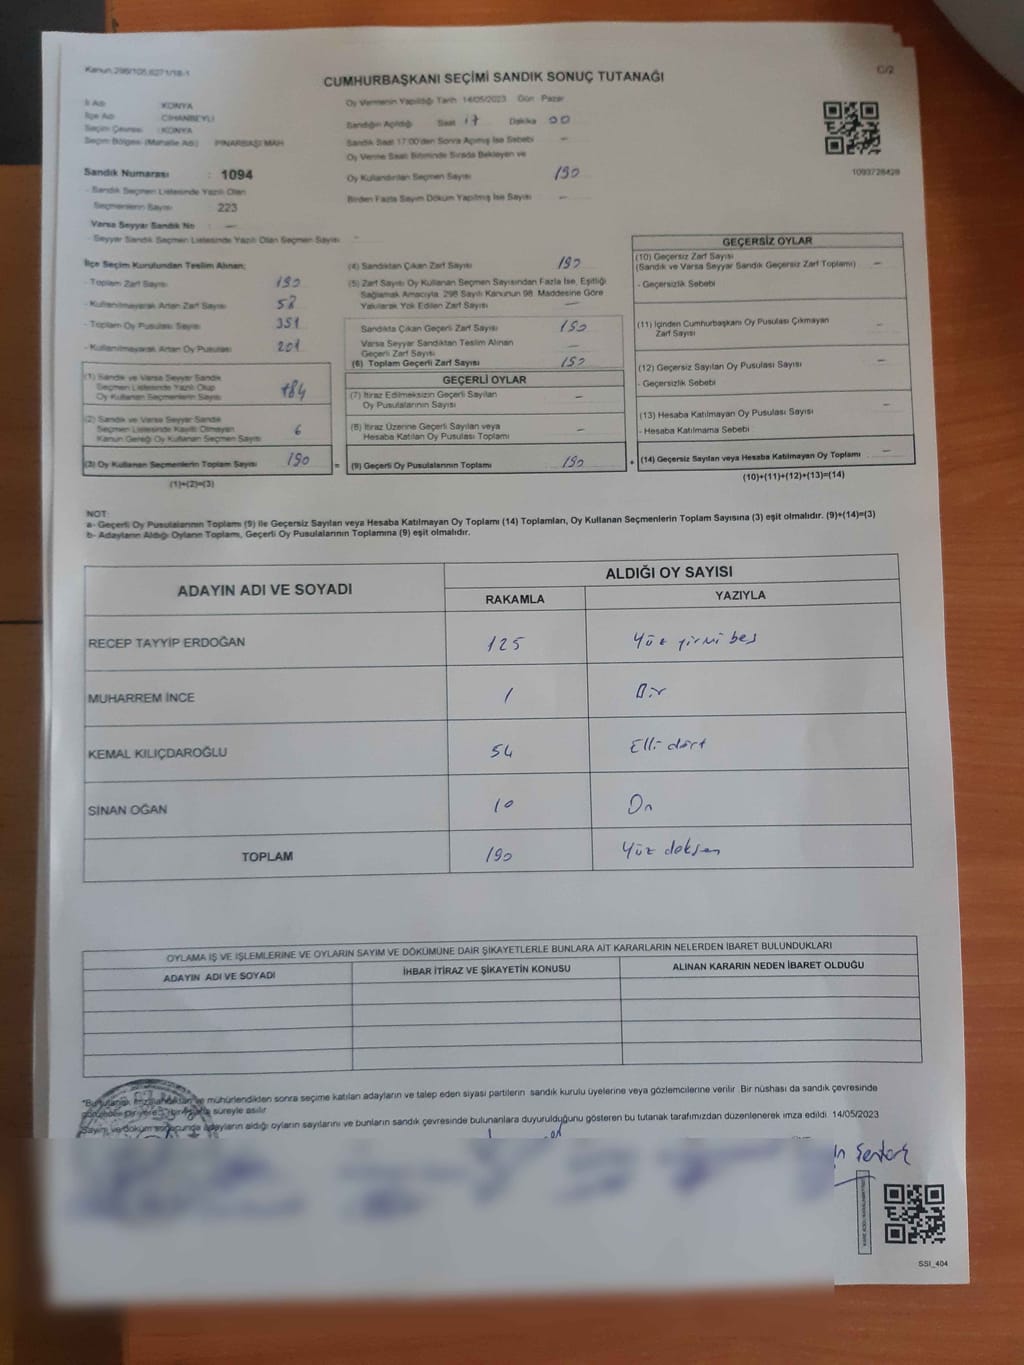 Kanun:298/105,6271/18-1
CUMHURBAŞKANI SEÇİMİ SANDIK SONUÇ TUTANAĞI
C/2
İl Adı : KONYA
İlçe Adı : CİHANBEYLİ
Seçim Çevresi : KONYA
Seçim Bölgesi (Mahalle Adı) PINARBAŞI MAH
Sandık Numarası : 1094
- Sandık Seçmen Listesinde Yazılı Olan
Seçmenlerin Sayısı : 223
Varsa Seyyar Sandık No : —
- Seyyar Sandık Seçmen Listesinde Yazılı Olan Seçmen Sayısı —
Oy Vermenin Yapıldığı Tarih 14/05/2023 Gün Pazar
Sandığın Açıldığı Saat 17 Dakika 00
Sandık Saat 17:00'den Sonra Açılmış İse Sebebi —
Oy Verme Saati Bitiminde Sırada Bekleyen ve
Oy Kullandırılan Seçmen Sayısı 190
Birden Fazla Sayım Döküm Yapılmış İse Sayısı —
1093728428
İlçe Seçim Kurulundan Teslim Alınan;
- Toplam Zarf Sayısı
- Kullanılmayarak Artan Zarf Sayısı
- Toplam Oy Pusulası Sayısı 351
- Kullanılmayarak Artan Oy Pusulası 201
(1) Sandık ve Varsa Seyyar Sandık
Seçmen Listesinde Yazılı Olup
Oy Kullanan Seçmenlerin Sayısı 184
(2) Sandık ve Varsa Seyyar Sandık
Seçmen Listesinde Kayıtlı Olmayan
Kanun Gereği Oy Kullanan Seçmen Sayısı 6
(3) Oy Kullanan Seçmenlerin Toplam Sayısı 190 =
(1)+(2)=(3)
(4) Sandıktan Çıkan Zarf Sayısı 190
(5) Zarf Sayısı Oy Kullanan Seçmen Sayısından Fazla İse, Eşitliği
Sağlamak Amacıyla, 298 Sayılı Kanunun 98. Maddesine Göre
Yakılarak Yok Edilen Zarf Sayısı —
Sandıkta Çıkan Geçerli Zarf Sayısı 190
Varsa Seyyar Sandıktan Teslim Alınan
Geçerli Zarf Sayısı —
(6) Toplam Geçerli Zarf Sayısı 190
GEÇERLİ OYLAR
(7) İtiraz Edilmeksizin Geçerli Sayılan
Oy Pusulalarının Sayısı —
(8) İtiraz Üzerine Geçerli Sayılan veya
Hesaba Katılan Oy Pusulası Toplamı —
(9) Geçerli Oy Pusulalarının Toplamı 190 +
GEÇERSİZ OYLAR
(10) Geçersiz Zarf Sayısı
(Sandık ve Varsa Seyyar Sandık Geçersiz Zarf Toplamı) —
- Geçersizlik Sebebi
(11) İçinden Cumhurbaşkanı Oy Pusulası Çıkmayan
Zarf Sayısı —
(12) Geçersiz Sayılan Oy Pusulası Sayısı —
- Geçersizlik Sebebi
(13) Hesaba Katılmayan Oy Pusulası Sayısı —
- Hesaba Katılmama Sebebi
(14) Geçersiz Sayılan veya Hesaba Katılmayan Oy Toplamı —
(10)+(11)+(12)+(13)=(14)
NOT:
a- Geçerli Oy Pusulalarının Toplamı (9) ile Geçersiz Sayılan veya Hesaba Katılmayan Oy Toplamı (14) Toplamları, Oy Kullanan Seçmenlerin Toplam Sayısına (3) eşit olmalıdır. (9)+(14)=(3)
b- Adayların Aldığı Oyların Toplamı, Geçerli Oy Pusulalarının Toplamına (9) eşit olmalıdır.
ADAYIN ADI VE SOYADI
ALDIĞI OY SAYISI
RAKAMLA YAZIYLA
RECEP TAYYİP ERDOĞAN 125 Yüz yirmi beş
MUHARREM İNCE 1 Bir
KEMAL KILIÇDAROĞLU 54 Elli dört
SİNAN OĞAN 10 On
TOPLAM 190 Yüz doksan
OYLAMA İŞ VE İŞLEMLERİNE VE OYLARIN SAYIM VE DÖKÜMÜNE DAİR ŞİKAYETLERLE BUNLARA AİT KARARLARIN NELERDEN İBARET BULUNDUKLARI
ADAYIN ADI VE SOYADI İHBAR İTİRAZ VE ŞİKAYETİN KONUSU ALINAN KARARIN NEDEN İBARET OLDUĞU
*Bu tutanak imzalandıktan ve mühürlendikten sonra seçime katılan adayların ve talep eden siyasi partilerin sandık kurulu üyelerine veya gözlemcilerine verilir. Bir nüshası da sandık çevresinde
süreyle asılır.
Sayım ve döküm sonucunda adayların aldığı oyların sayılarını ve bunların sandık çevresinde bulunanlara duyurulduğunu gösteren bu tutanak tarafımızdan düzenlenerek imza edildi. 14/05/2023
SSI_404